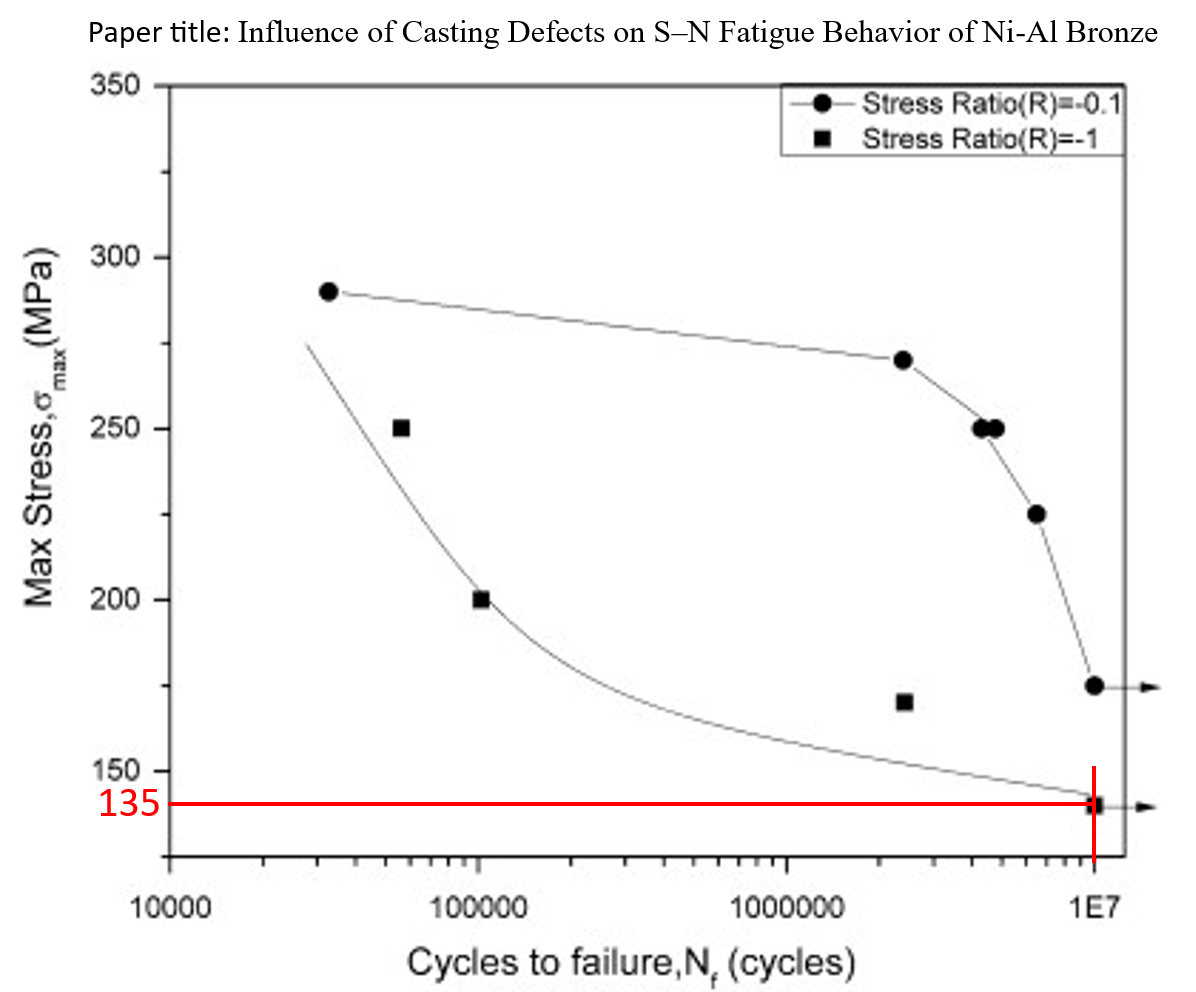 Paper title: Influence of Casting Defects on S–N Fatigue Behavior of Ni-Al Bronze
350
Stress Ratio(R)=-0.1
Stress Ratio(R)=-1
300
250
200
150
135
Max Stress,σmax(MPa)
10000 100000 1000000 1E7
Cycles to failure,Nf (cycles)